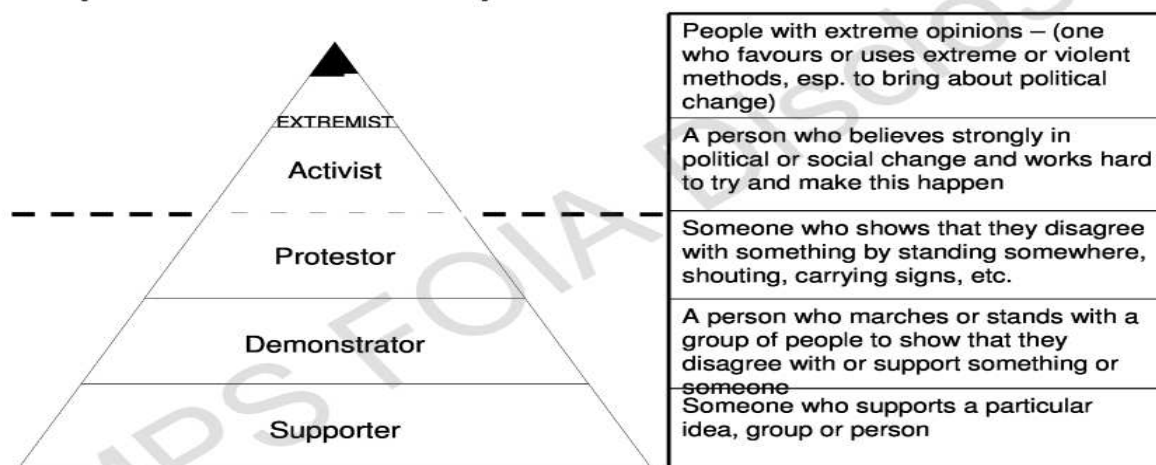 EXTREMIST
Activist
Protestor
Demonstrator
Supporter
People with extreme opinions – (one
who favours or uses extreme or violent
methods, esp. to bring about political
change)
A person who believes strongly in
political or social change and works hard
to try and make this happen
Someone who shows that they disagree
with something by standing somewhere,
shouting, carrying signs, etc.
A person who marches or stands with a
group of people to show that they
disagree with or support something or
someone
Someone who supports a particular
idea, group or person
MPS FOIA Disclos